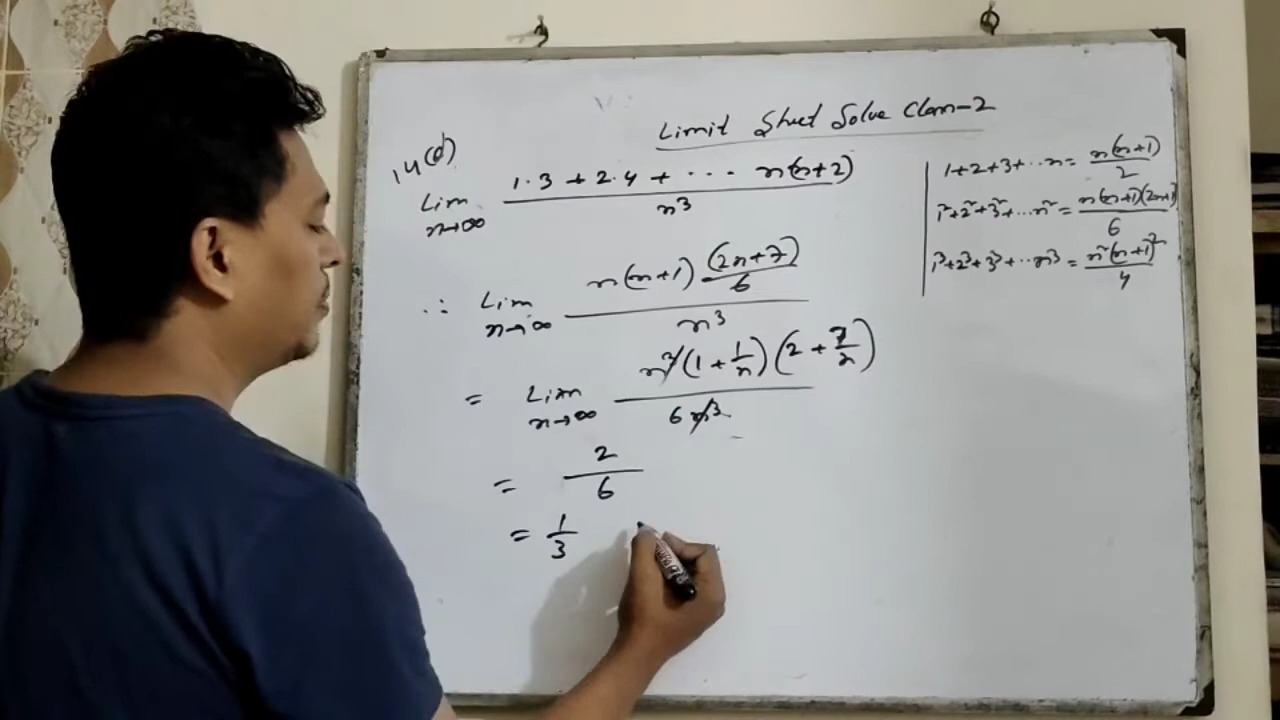 Limit Sheet Solve Class-2
14(d)
Lim n→∞ (1·3 + 2·4 + ··· n(n+2)) / n³
∴ Lim n→∞ (n(n+1) (2n+7)/6) / n³
= Lim n→∞ n³(1 + 1/n)(2 + 7/n) / 6n³
= 2/6
= 1/3
1+2+3+··n = n(n+1)/2
1²+2²+3²+··n² = n(n+1)(2n+1)/6
1³+2³+3³+··n³ = n²(n+1)²/4